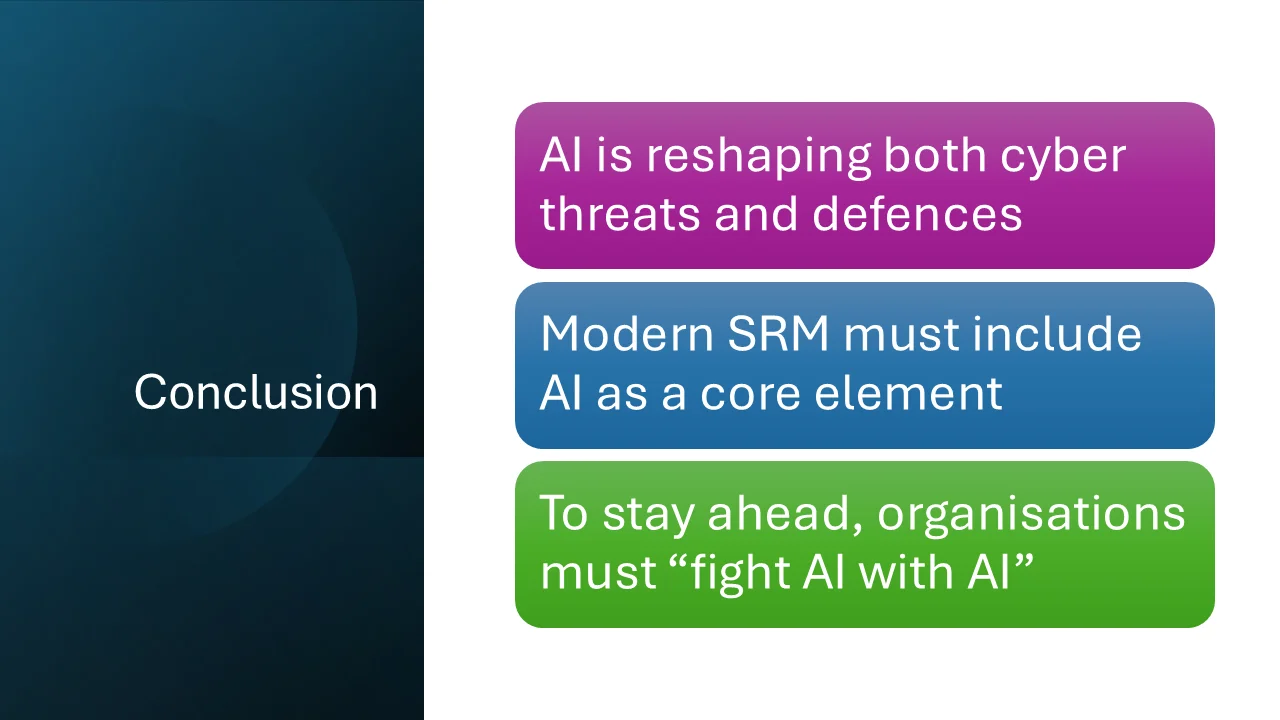 Conclusion
AI is reshaping both cyber
threats and defences
Modern SRM must include
AI as a core element
To stay ahead, organisations
must “fight AI with AI”